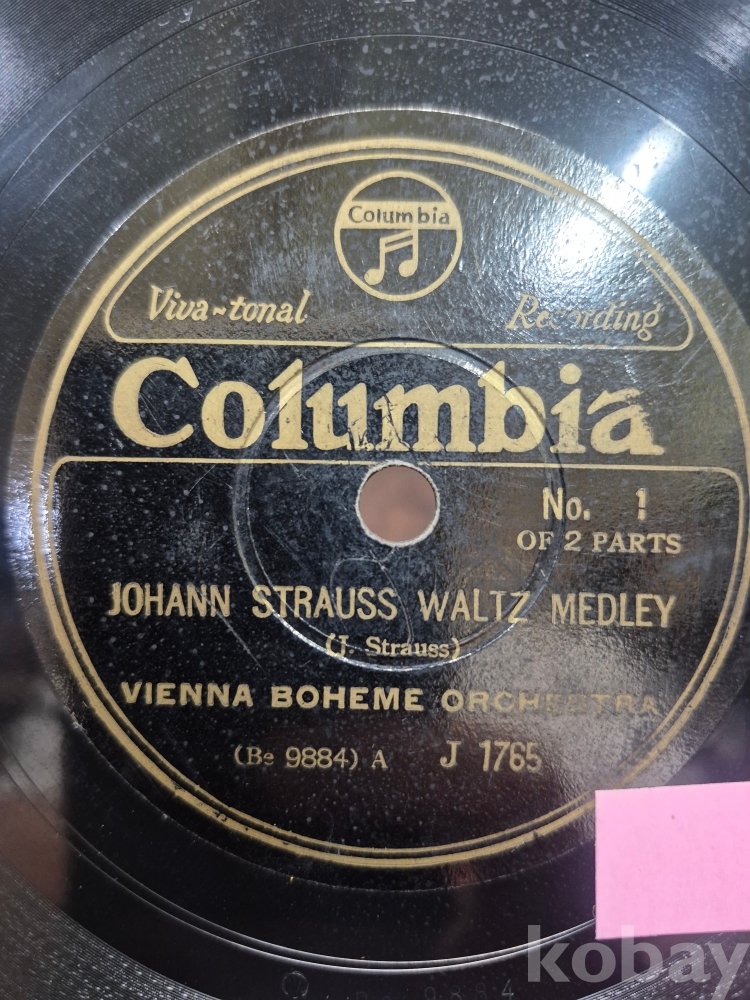 Columbia
Viva-tonal Recording
Columbia
No. 1
OF 2 PARTS
JOHANN STRAUSS WALTZ MEDLEY
(J. Strauss)
VIENNA BOHEME ORCHESTRA
(Be 9884) A J 1765
kobay
9884